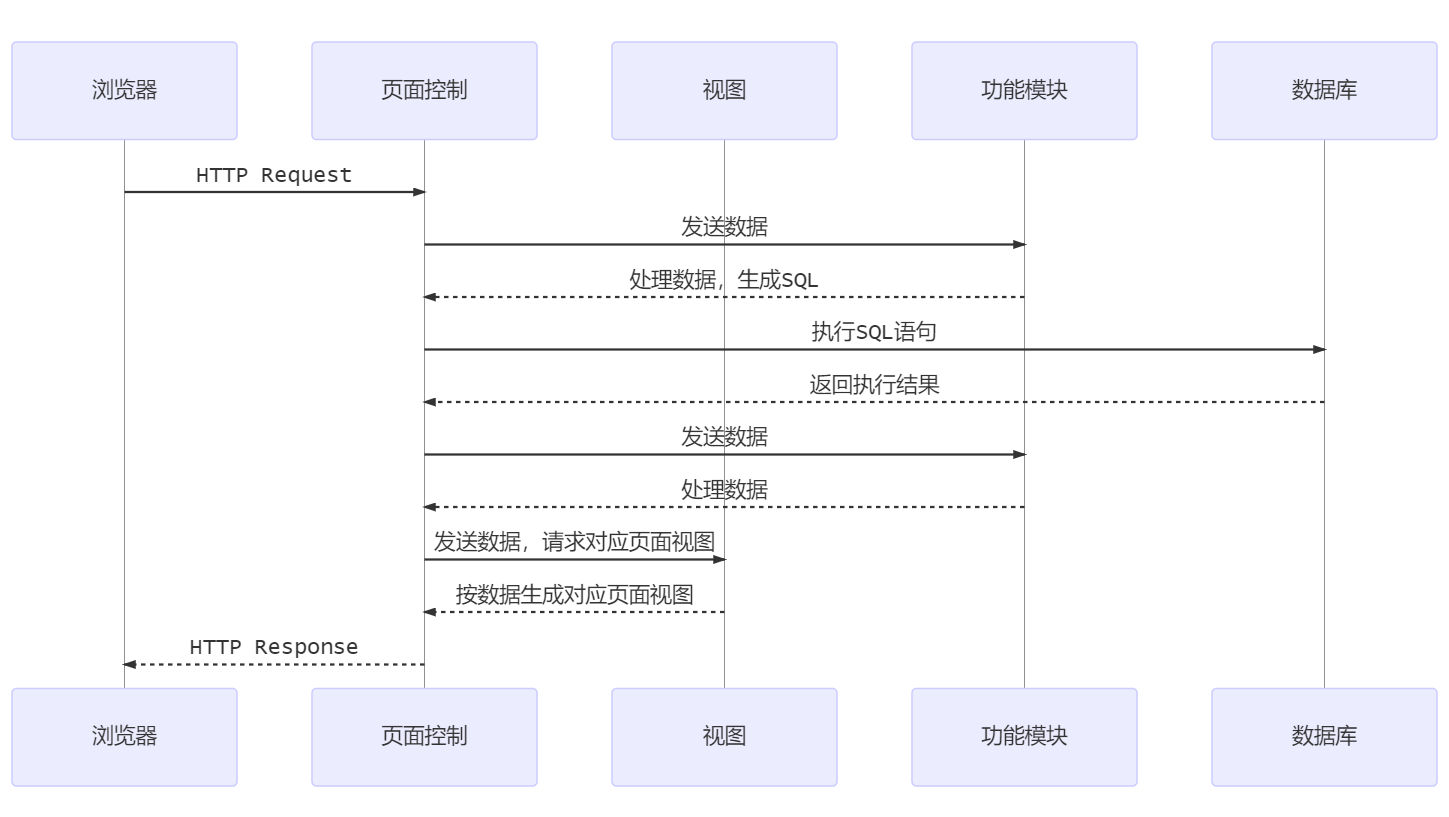 浏览器
页面控制
视图
功能模块
数据库
HTTP Request
发送数据
处理数据，生成SQL
执行SQL语句
返回执行结果
发送数据
处理数据
发送数据，请求对应页面视图
按数据生成对应页面视图
HTTP Response
浏览器
页面控制
视图
功能模块
数据库